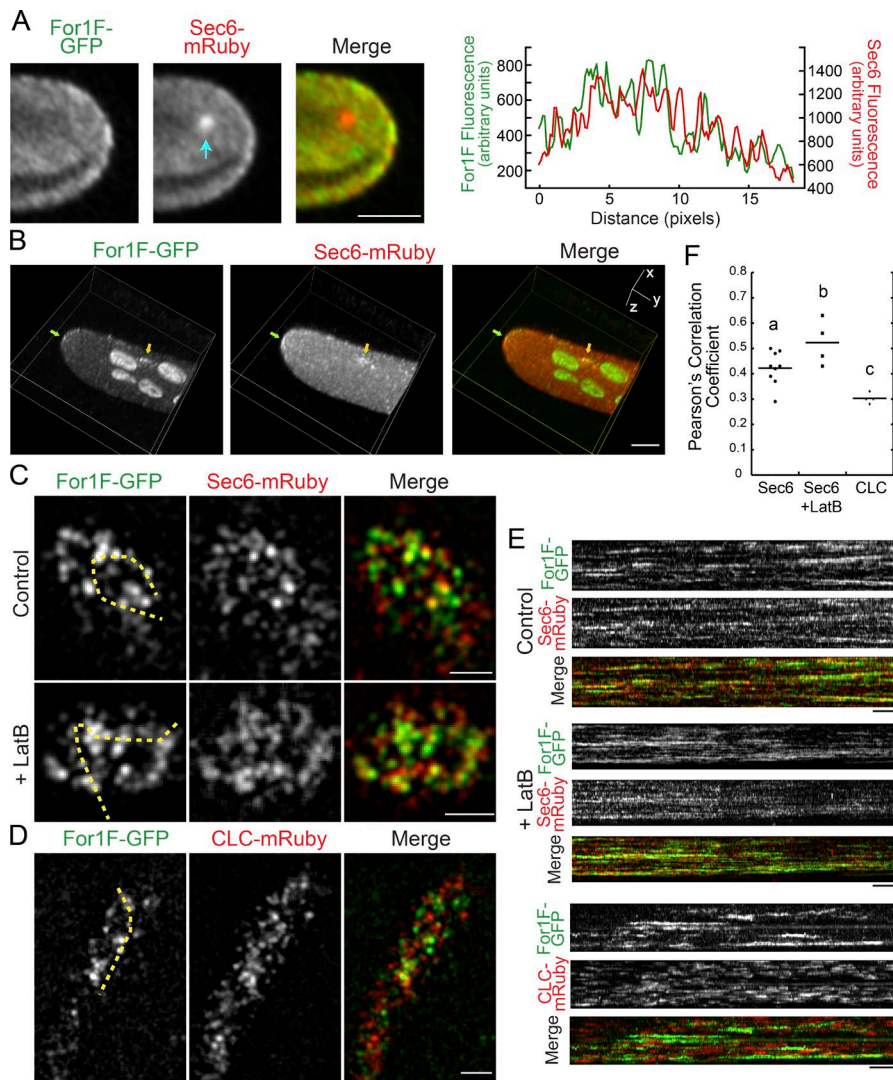 A
For1F-
GFP
Sec6-
mRuby
Merge
For1F Fluorescence
(arbitrary units)
800
600
400
200
Sec6 Fluorescence
(arbitrary units)
1400
1200
1000
800
600
400
0
5
10
15
Distance (pixels)
B
For1F-GFP
Sec6-mRuby
Merge
x
y
z
F
Pearson's Correlation
Coefficient
0.8
0.7
0.6
0.5
0.4
0.3
0.2
0.1
0
a
b
c
Sec6
Sec6
+LatB
CLC
C
For1F-GFP
Sec6-mRuby
Merge
Control
+ LatB
D
For1F-GFP
CLC-mRuby
Merge
E
Control
For1F-
GFP
Sec6-
mRuby
Merge
+ LatB
For1F-
GFP
Sec6-
mRuby
Merge
For1F-
GFP
CLC-
mRuby
Merge